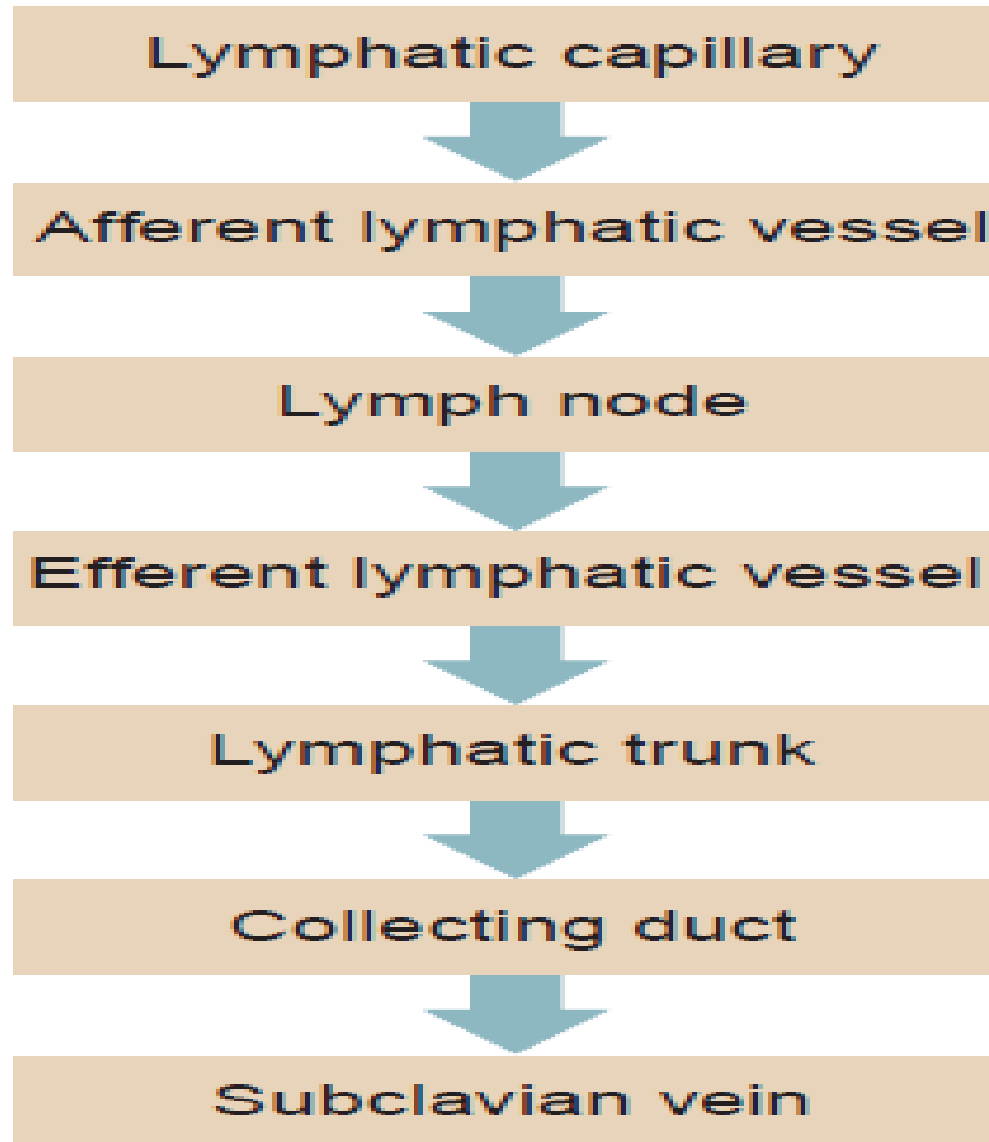 Lymphatic capillary
Afferent lymphatic vessel
Lymph node
Efferent lymphatic vessel
Lymphatic trunk
Collecting duct
Subclavian vein